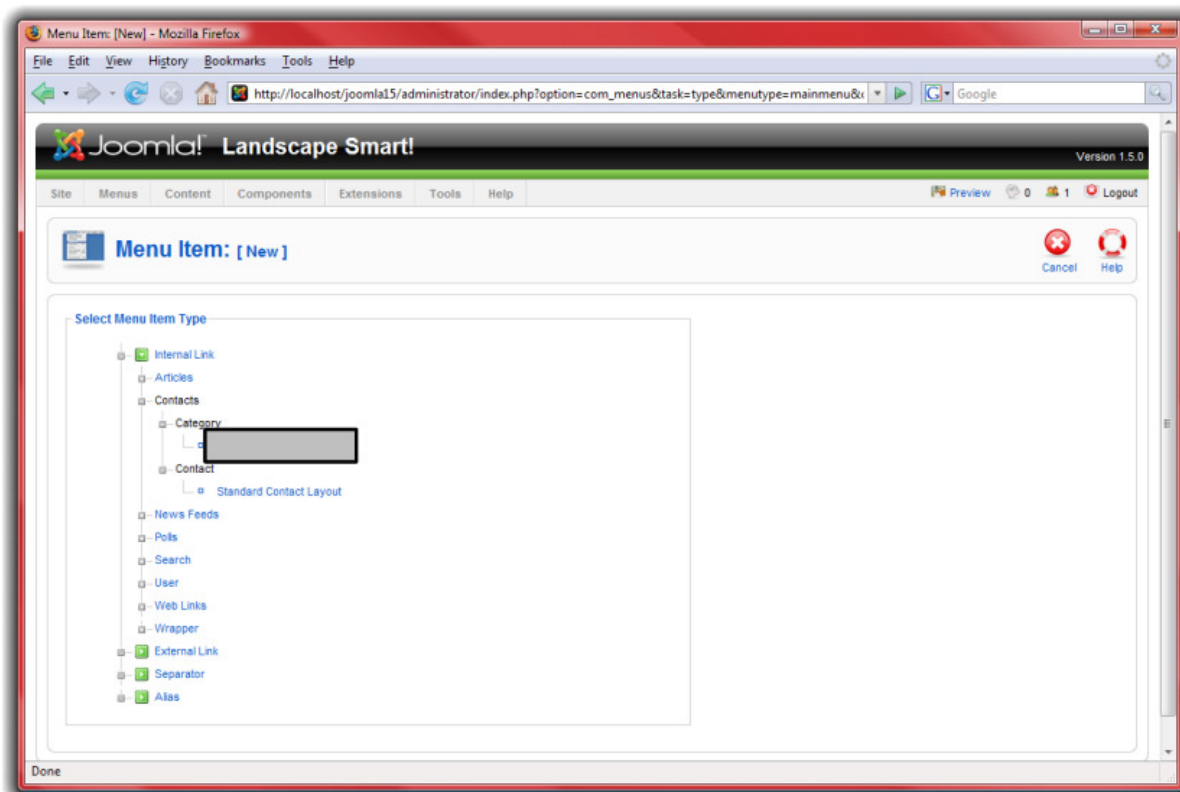 Menu Item: [New] - Mozilla Firefox
File Edit View History Bookmarks Tools Help
http://localhost/joomla15/administrator/index.php?option=com_menus&task=type&menutype=mainmenu& Google
Joomla! Landscape Smart!
Version 1.5.0
Site Menus Content Components Extensions Tools Help Preview 0 1 Logout
Menu Item: [ New ]
Cancel Help
Select Menu Item Type
Internal Link
Articles
Contacts
Category
Contact
Standard Contact Layout
News Feeds
Polls
Search
User
Web Links
Wrapper
External Link
Separator
Alias
Done